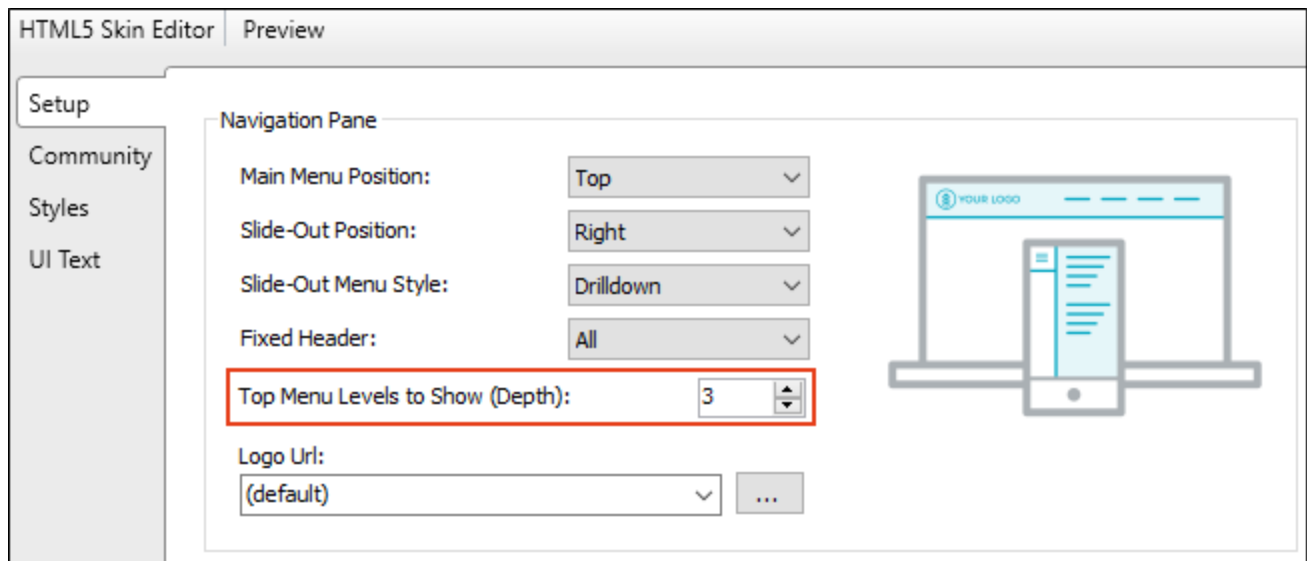 HTML5 Skin Editor Preview
Setup
Community
Styles
UI Text
Navigation Pane
Main Menu Position: Top
Slide-Out Position: Right
Slide-Out Menu Style: Drilldown
Fixed Header: All
Top Menu Levels to Show (Depth): 3
Logo Url:
(default) ...
YOUR LOGO